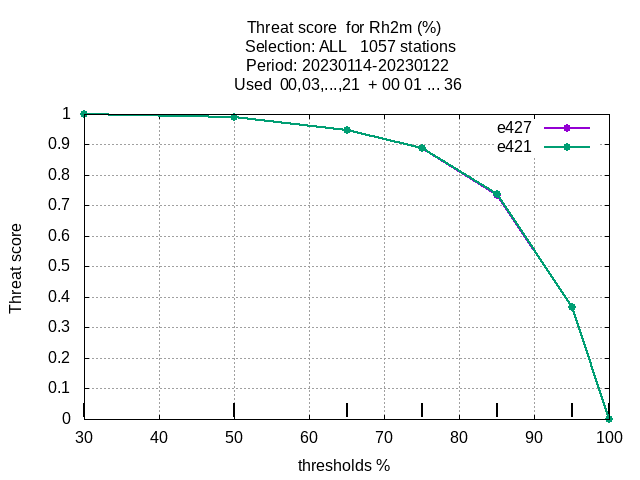 Threat score  for Rh2m (%)
Selection: ALL   1057 stations
Period: 20230114-20230122
Used  00,03,...,21  + 00 01 ... 36
e427
e421
Threat score
1
0.9
0.8
0.7
0.6
0.5
0.4
0.3
0.2
0.1
0
30 40 50 60 70 80 90 100
thresholds %